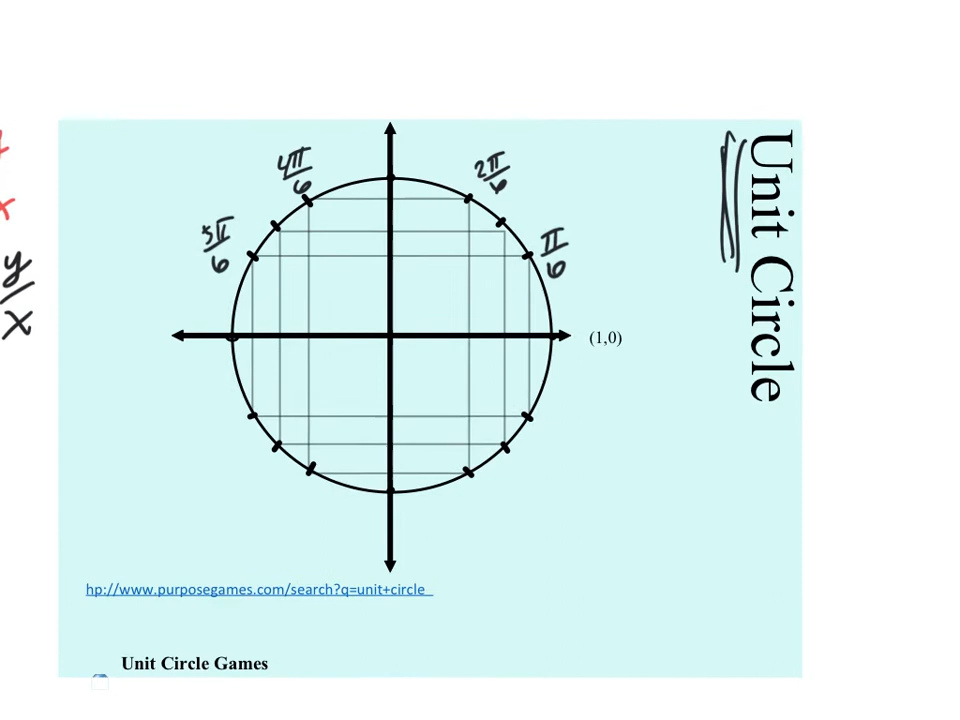 4π/6
2π/6
5π/6
π/6
y/x
(1,0)
Unit Circle
hp://www.purposegames.com/search?q=unit+circle
Unit Circle Games